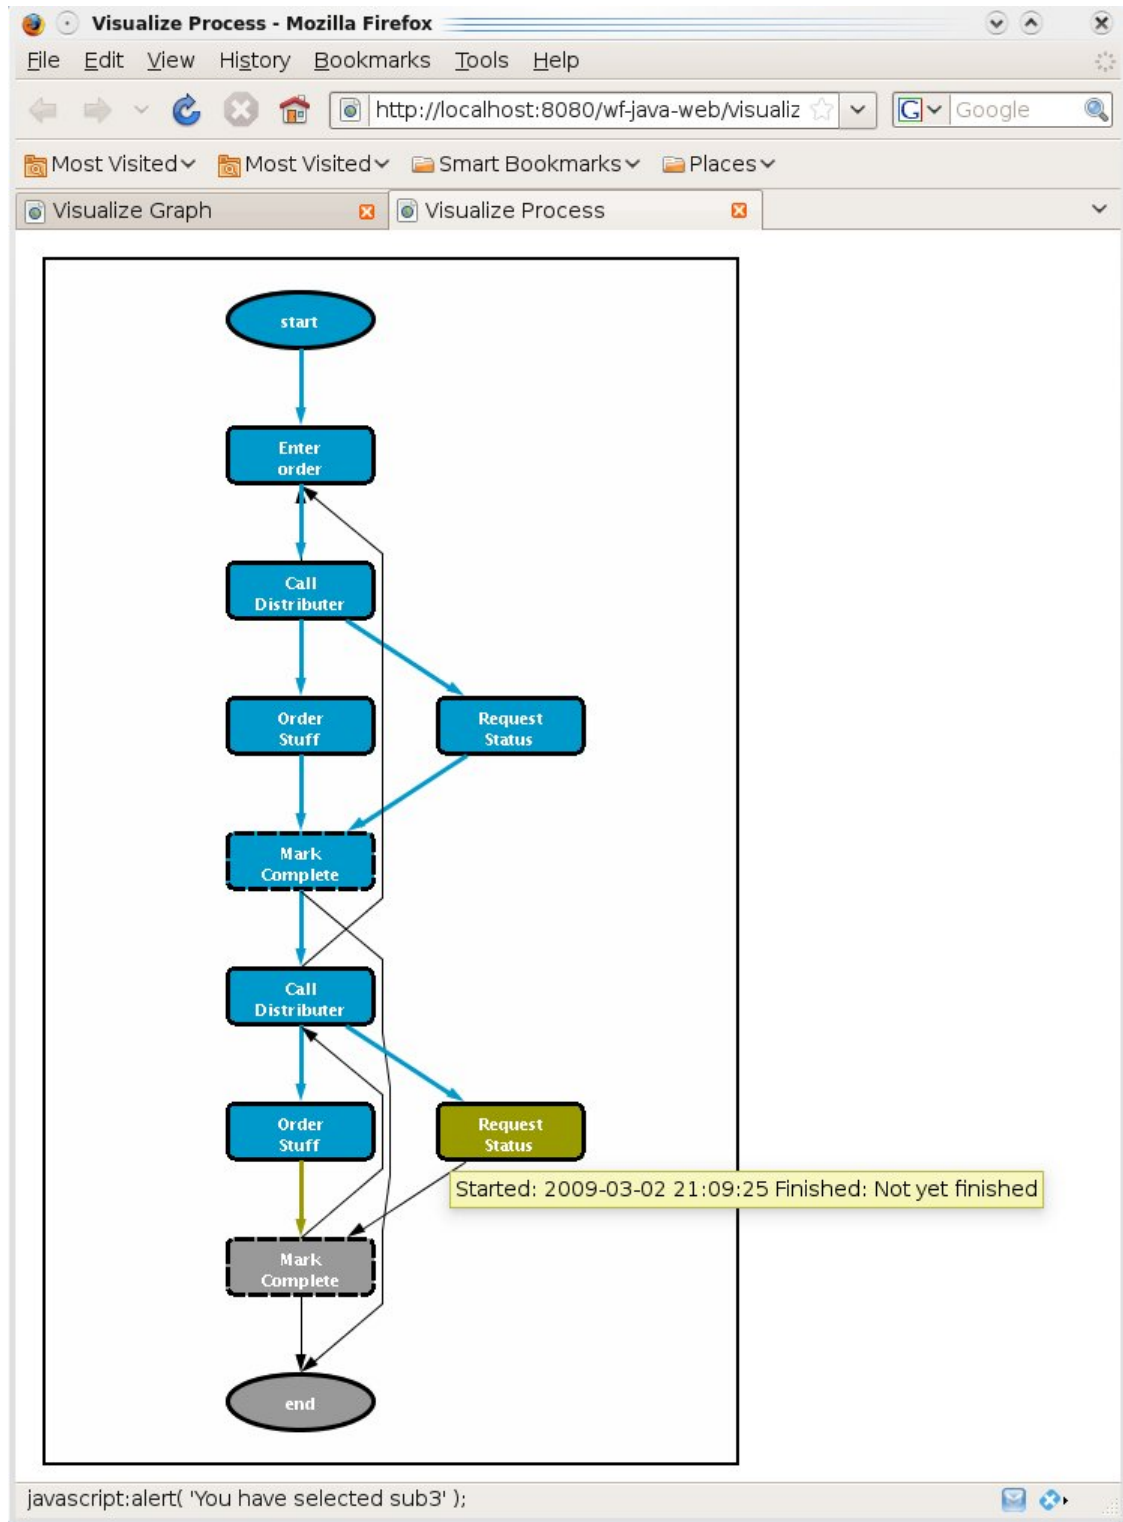 Visualize Process - Mozilla Firefox
File Edit View History Bookmarks Tools Help
http://localhost:8080/wf-java-web/visualiz
G Google
Most Visited Most Visited Smart Bookmarks Places
Visualize Graph Visualize Process
start
Enter
order
Call
Distributer
Order
Stuff
Request
Status
Mark
Complete
Call
Distributer
Order
Stuff
Request
Status
Started: 2009-03-02 21:09:25 Finished: Not yet finished
Mark
Complete
end
javascript:alert( 'You have selected sub3' );